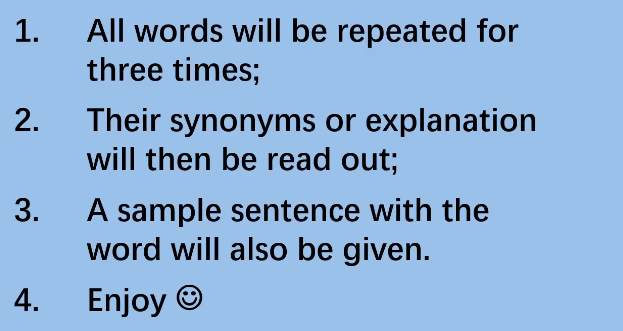 1. All words will be repeated for
three times;
2. Their synonyms or explanation
will then be read out;
3. A sample sentence with the
word will also be given.
4. Enjoy ☺